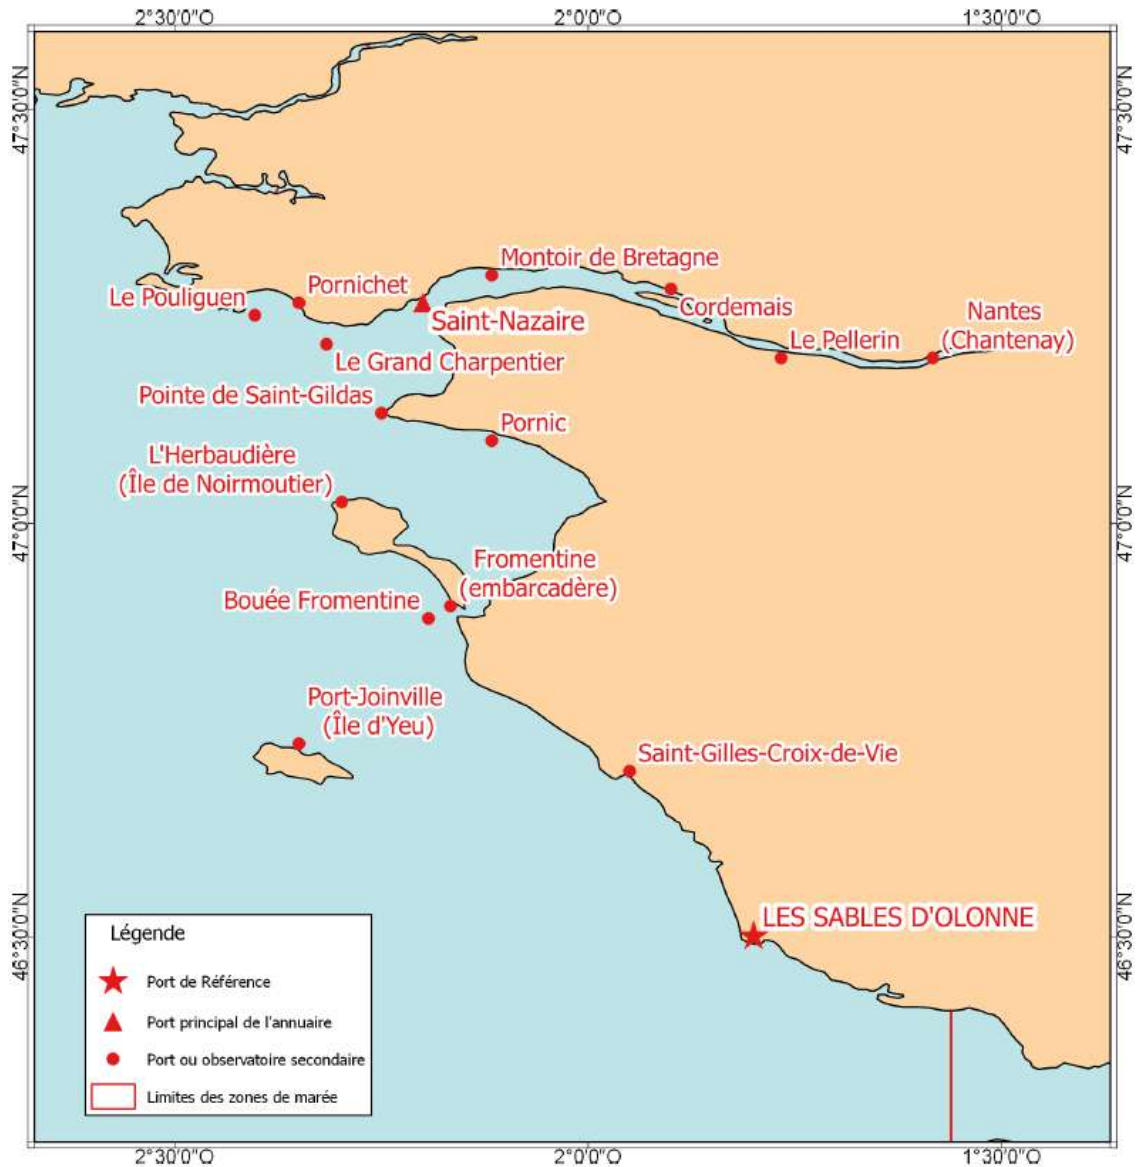 2°30'0"O
2°0'0"O
1°30'0"O
47°30'0"N
47°30'0"N
Montoir de Bretagne
Pornichet
Le Pouliguen
Saint-Nazaire
Cordemais
Nantes
(Chantenay)
Le Pellerin
Le Grand Charpentier
Pointe de Saint-Gildas
Pornic
L'Herbaudière
(Île de Noirmoutier)
47°0'0"N
47°0'0"N
Fromentine
(embarcadère)
Bouée Fromentine
Port-Joinville
(Île d'Yeu)
Saint-Gilles-Croix-de-Vie
LES SABLES D'OLONNE
46°30'0"N
46°30'0"N
Légende
Port de Référence
Port principal de l'annuaire
Port ou observatoire secondaire
Limites des zones de marée
2°30'0"O
2°0'0"O
1°30'0"O